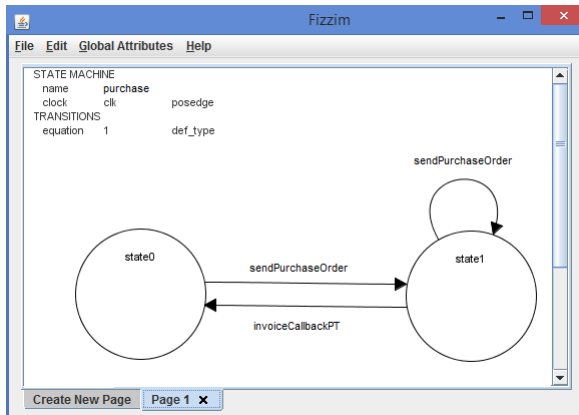 Fizzim
File Edit Global Attributes Help
STATE MACHINE
name purchase
clock clk posedge
TRANSITIONS
equation 1 def_type
sendPurchaseOrder
state0
state1
sendPurchaseOrder
invoiceCallbackPT
Create New Page Page 1 X